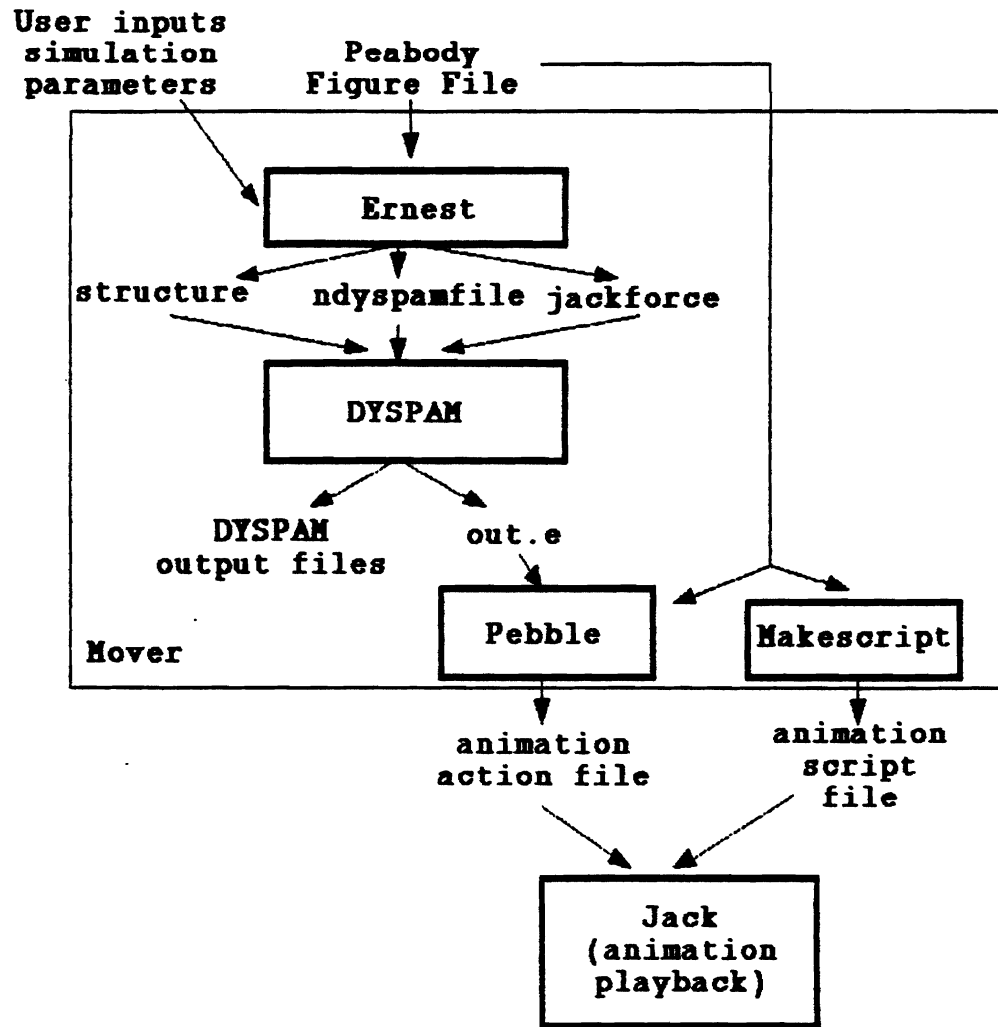 User inputs
simulation
parameters
Peabody
Figure File
Ernest
structure
ndyspamfile
jackforce
DYSPAM
DYSPAM
output files
out.e
Pebble
Makescript
Mover
animation
action file
animation
script
file
Jack
(animation
playback)